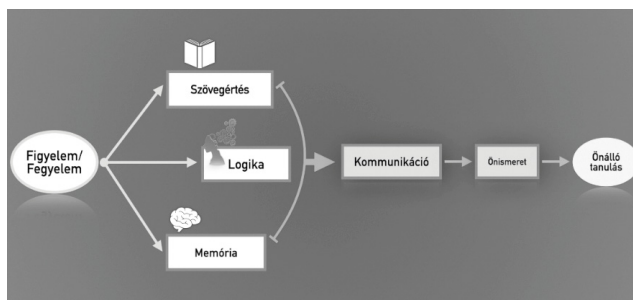 Figyelem/
Fegyelem
Szövegértés
Logika
Memória
Kommunikáció
Önismeret
Önálló
tanulás